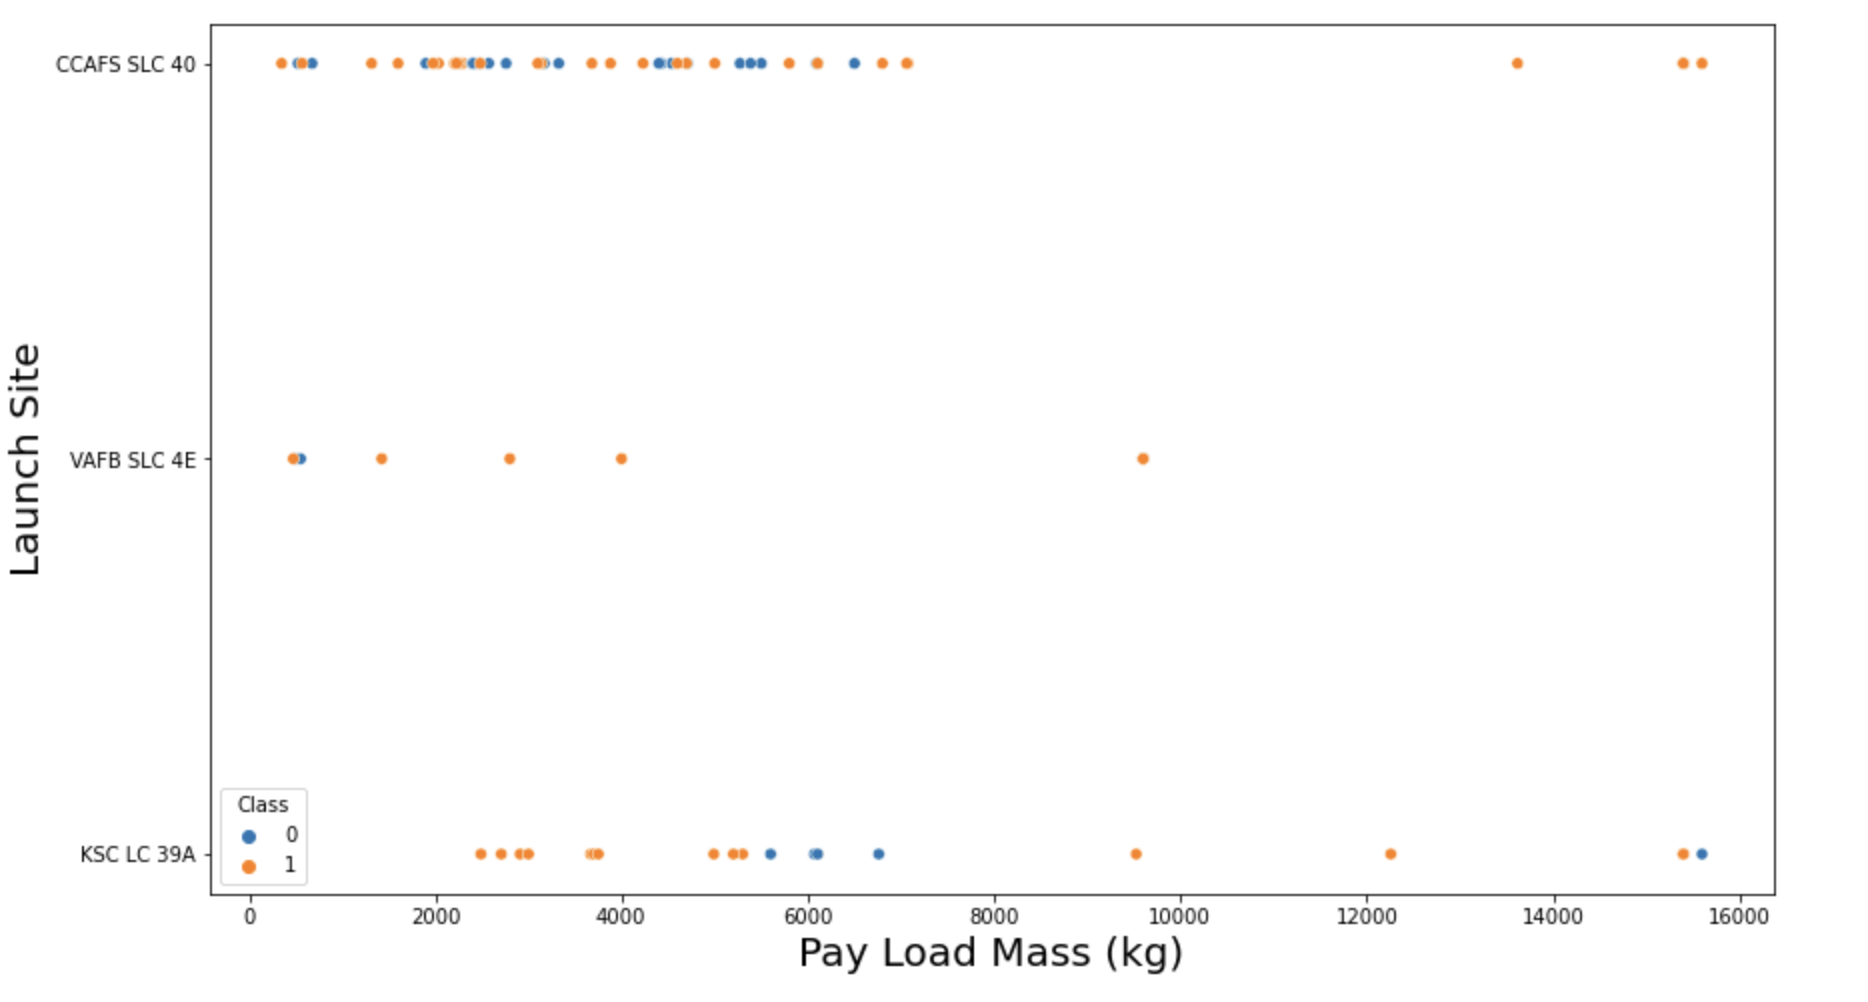 CCAFS SLC 40
VAFB SLC 4E
KSC LC 39A
Launch Site
Class
0
1
0 2000 4000 6000 8000 10000 12000 14000 16000
Pay Load Mass (kg)